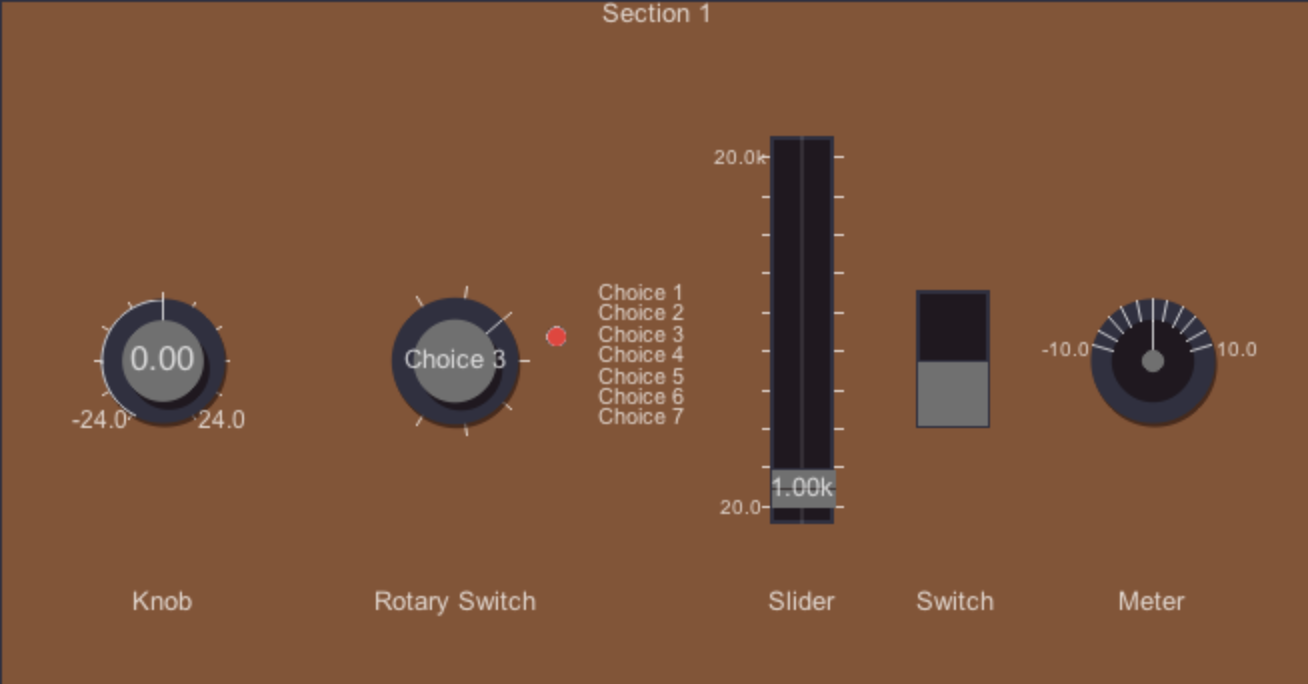 Section 1
0.00
-24.0
24.0
Knob
Choice 3
Choice 1
Choice 2
Choice 3
Choice 4
Choice 5
Choice 6
Choice 7
Rotary Switch
20.0k
1.00k
20.0
Slider
Switch
-10.0
10.0
Meter